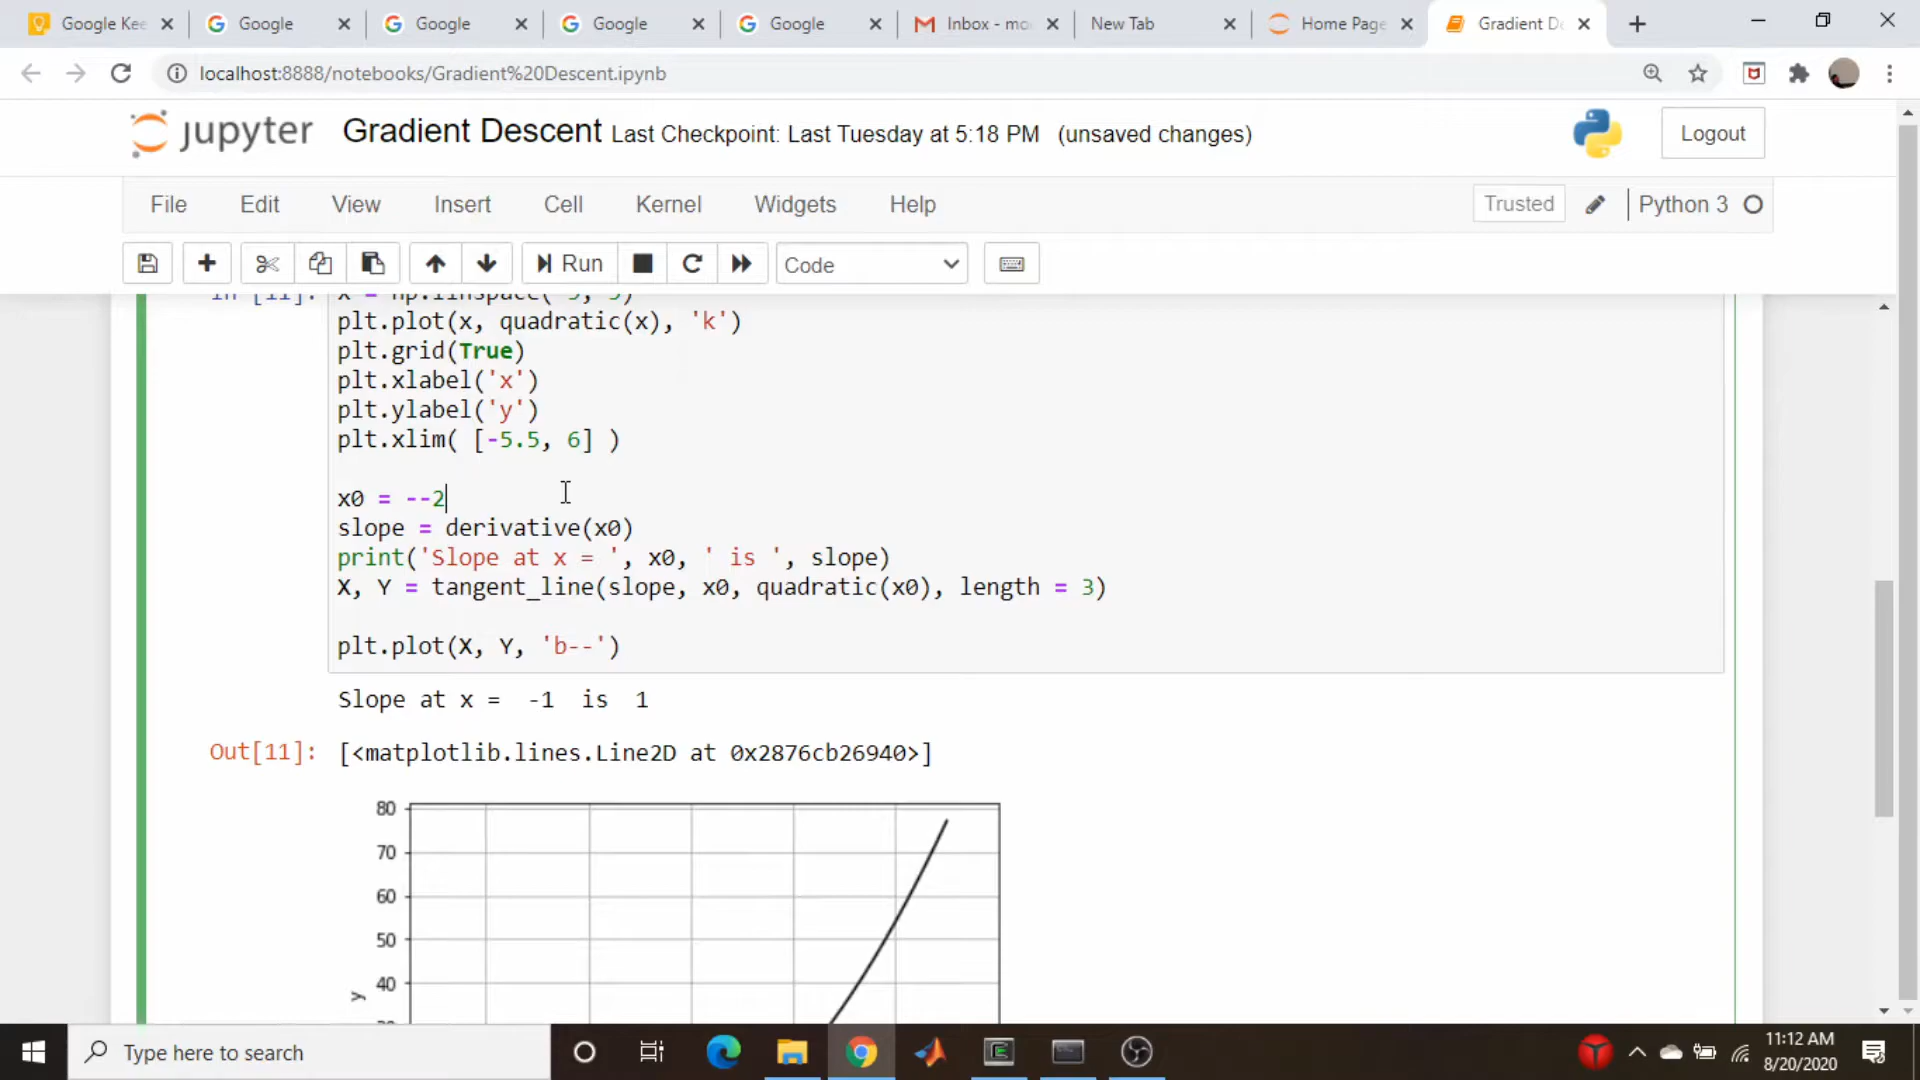 Google Kee
Google
Google
Google
Google
Inbox - mo
New Tab
Home Page
Gradient De
localhost:8888/notebooks/Gradient%20Descent.ipynb
jupyter Gradient Descent Last Checkpoint: Last Tuesday at 5:18 PM (unsaved changes)
Logout
File Edit View Insert Cell Kernel Widgets Help
Trusted Python 3
Run
Code
In [11]:
plt.plot(x, quadratic(x), 'k')
plt.grid(True)
plt.xlabel('x')
plt.ylabel('y')
plt.xlim( [-5.5, 6] )
x0 = --2
slope = derivative(x0)
print('Slope at x = ', x0, ' is ', slope)
X, Y = tangent_line(slope, x0, quadratic(x0), length = 3)
plt.plot(X, Y, 'b--')
Slope at x =  -1  is  1
Out[11]: [<matplotlib.lines.Line2D at 0x2876cb26940>]
80
70
60
50
40
y
Type here to search
11:12 AM
8/20/2020